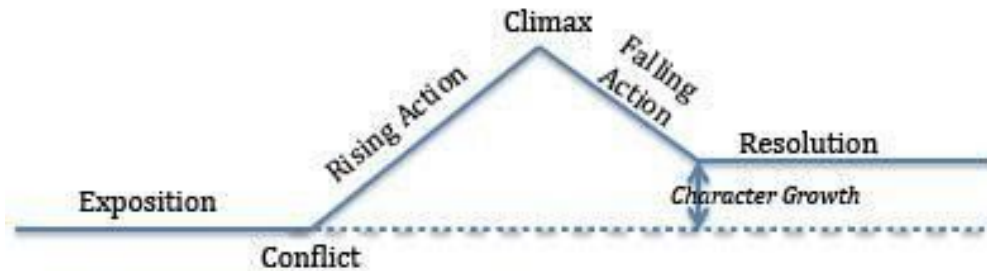 Climax
Rising Action
Falling
Action
Resolution
Exposition
Character Growth
Conflict